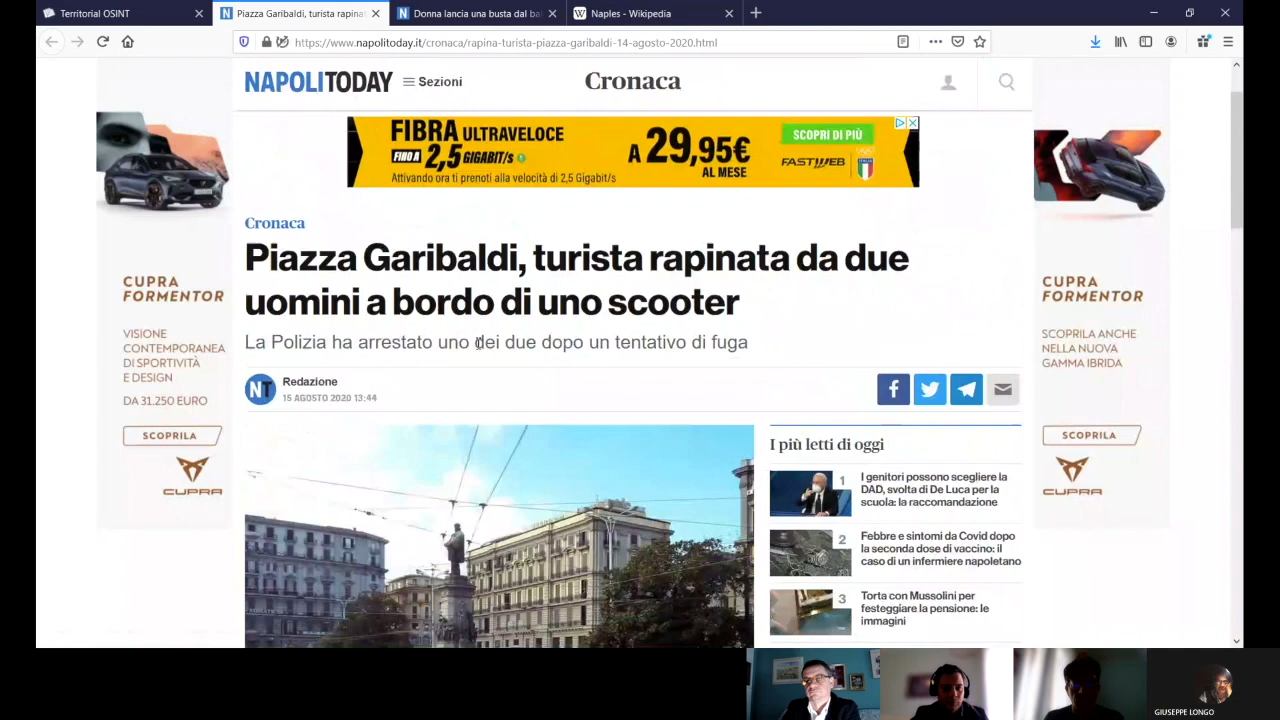 Territorial OSINT
Piazza Garibaldi, turista rapinat
Donna lancia una busta dal ba
Naples - Wikipedia
https://www.napolitoday.it/cronaca/rapina-turista-piazza-garibaldi-14-agosto-2020.html
NAPOLITODAY
Sezioni
Cronaca
FIBRA ULTRAVELOCE
FINO A 2,5 GIGABIT/s
Attivando ora ti prenoti alla velocità di 2,5 Gigabit/s
A 29,95€
AL MESE
SCOPRI DI PIÙ
FASTWEB
ITALIA
CUPRA
FORMENTOR
VISIONE
CONTEMPORANEA
DI SPORTIVITÀ
E DESIGN
DA 31.250 EURO
SCOPRILA
CUPRA
Cronaca
Piazza Garibaldi, turista rapinata da due
uomini a bordo di uno scooter
La Polizia ha arrestato uno dei due dopo un tentativo di fuga
NT
Redazione
15 AGOSTO 2020 13:44
I più letti di oggi
1
I genitori possono scegliere la
DAD, svolta di De Luca per la
scuola: la raccomandazione
2
Febbre e sintomi da Covid dopo
la seconda dose di vaccino: il
caso di un infermiere napoletano
3
Torta con Mussolini per
festeggiare la pensione: le
immagini
CUPRA
FORMENTOR
SCOPRILA ANCHE
NELLA NUOVA
GAMMA IBRIDA
SCOPRILA
CUPRA
GIUSEPPE LONGO